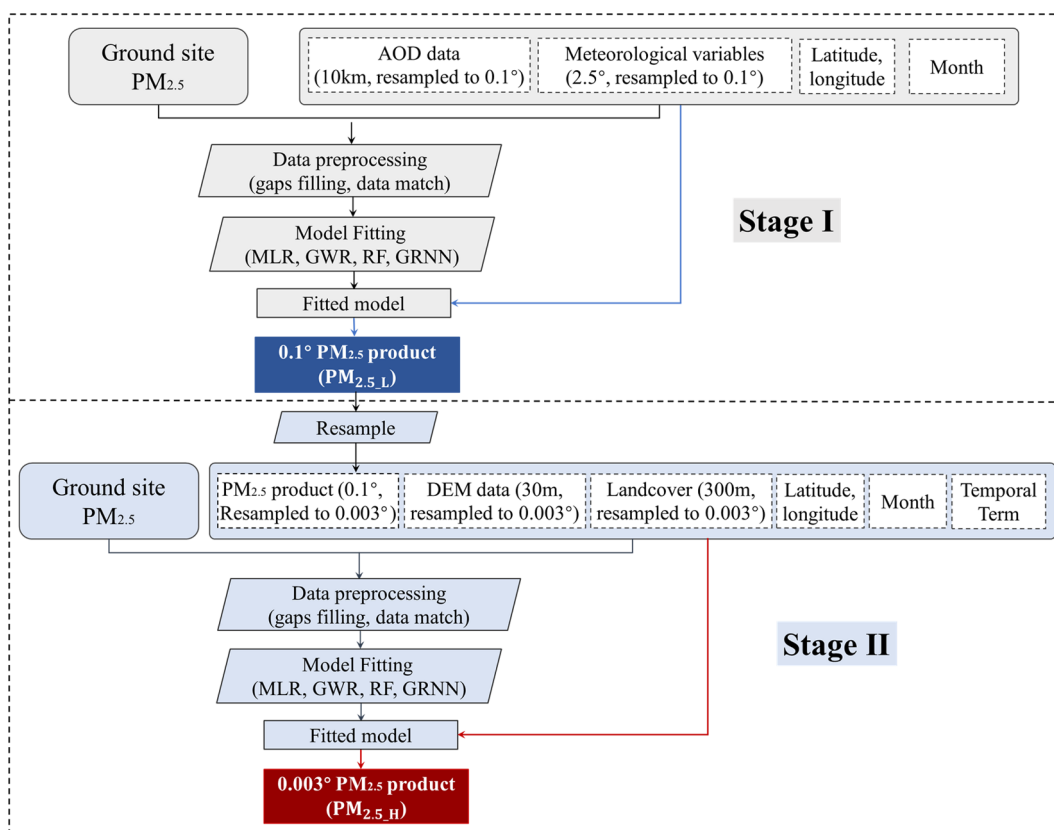 Ground site
PM2.5
AOD data
(10km, resampled to 0.1°)
Meteorological variables
(2.5°, resampled to 0.1°)
Latitude,
longitude
Month
Data preprocessing
(gaps filling, data match)
Stage I
Model Fitting
(MLR, GWR, RF, GRNN)
Fitted model
0.1° PM2.5 product
(PM2.5_L)
Resample
Ground site
PM2.5
PM2.5 product (0.1°,
Resampled to 0.003°)
DEM data (30m,
resampled to 0.003°)
Landcover (300m,
resampled to 0.003°)
Latitude,
longitude
Month
Temporal
Term
Data preprocessing
(gaps filling, data match)
Stage II
Model Fitting
(MLR, GWR, RF, GRNN)
Fitted model
0.003° PM2.5 product
(PM2.5_H)